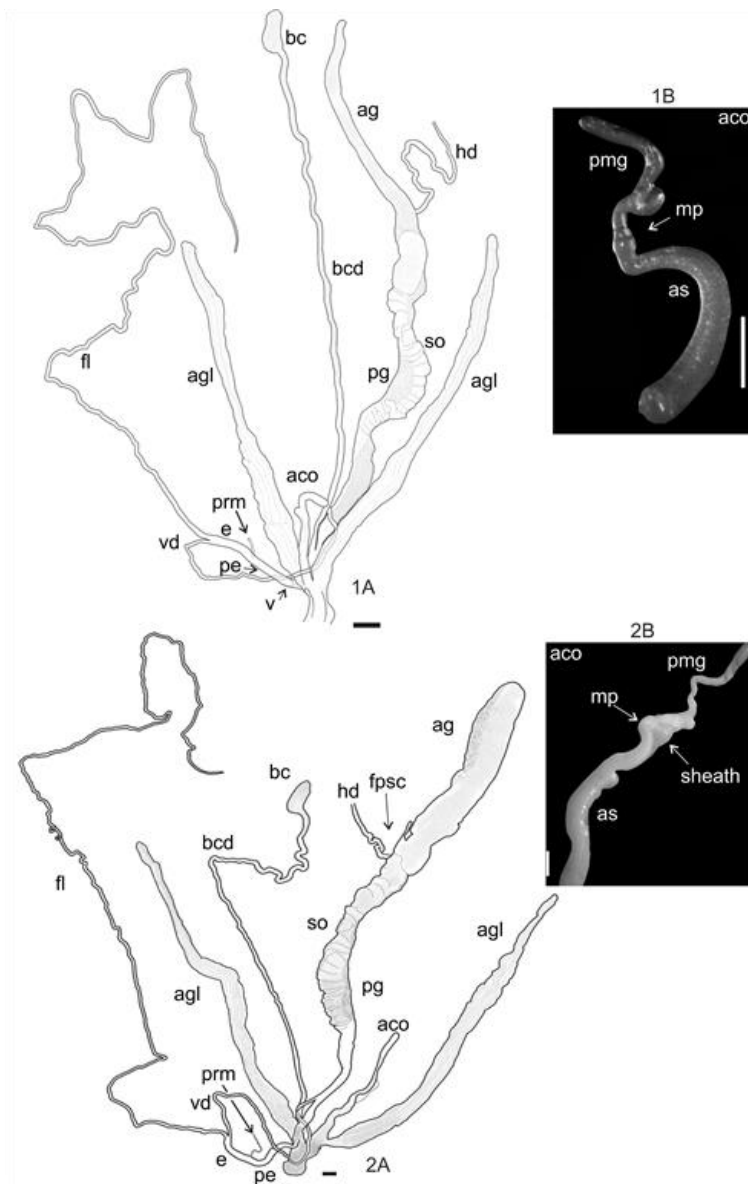 bc
ag
hd
1B
aco
pmg
mp
as
bcd
so
pg
agl
agl
fl
aco
prm
e
vd
pe
v
1A
2B
aco
pmg
mp
sheath
as
ag
bc
hd
fpsc
bcd
fl
so
agl
agl
pg
aco
prm
vd
e
pe
2A